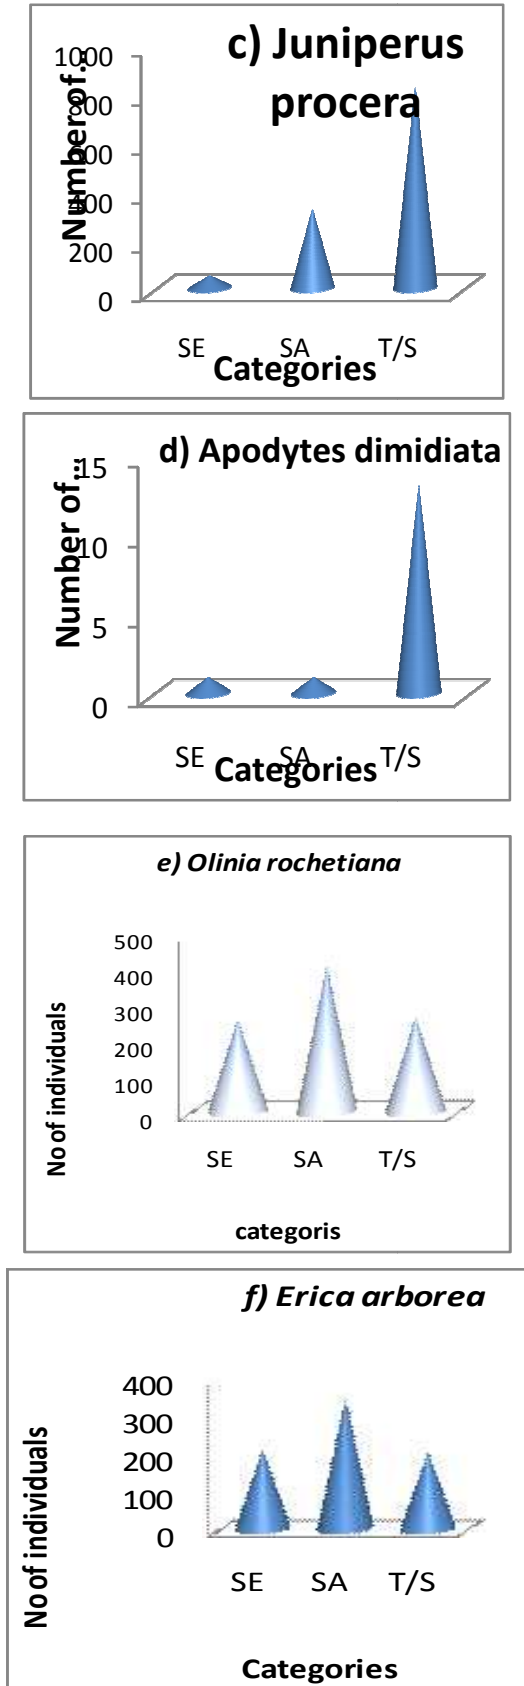 c) Juniperus
procera
Number of...
1000
800
600
400
200
0
SE SA T/S
Categories
d) Apodytes dimidiata
Number of...
15
10
5
0
SE SA T/S
Categories
e) Olinia rochetiana
No of individuals
500
400
300
200
100
0
SE SA T/S
categoris
f) Erica arborea
No of individuals
400
300
200
100
0
SE SA T/S
Categories